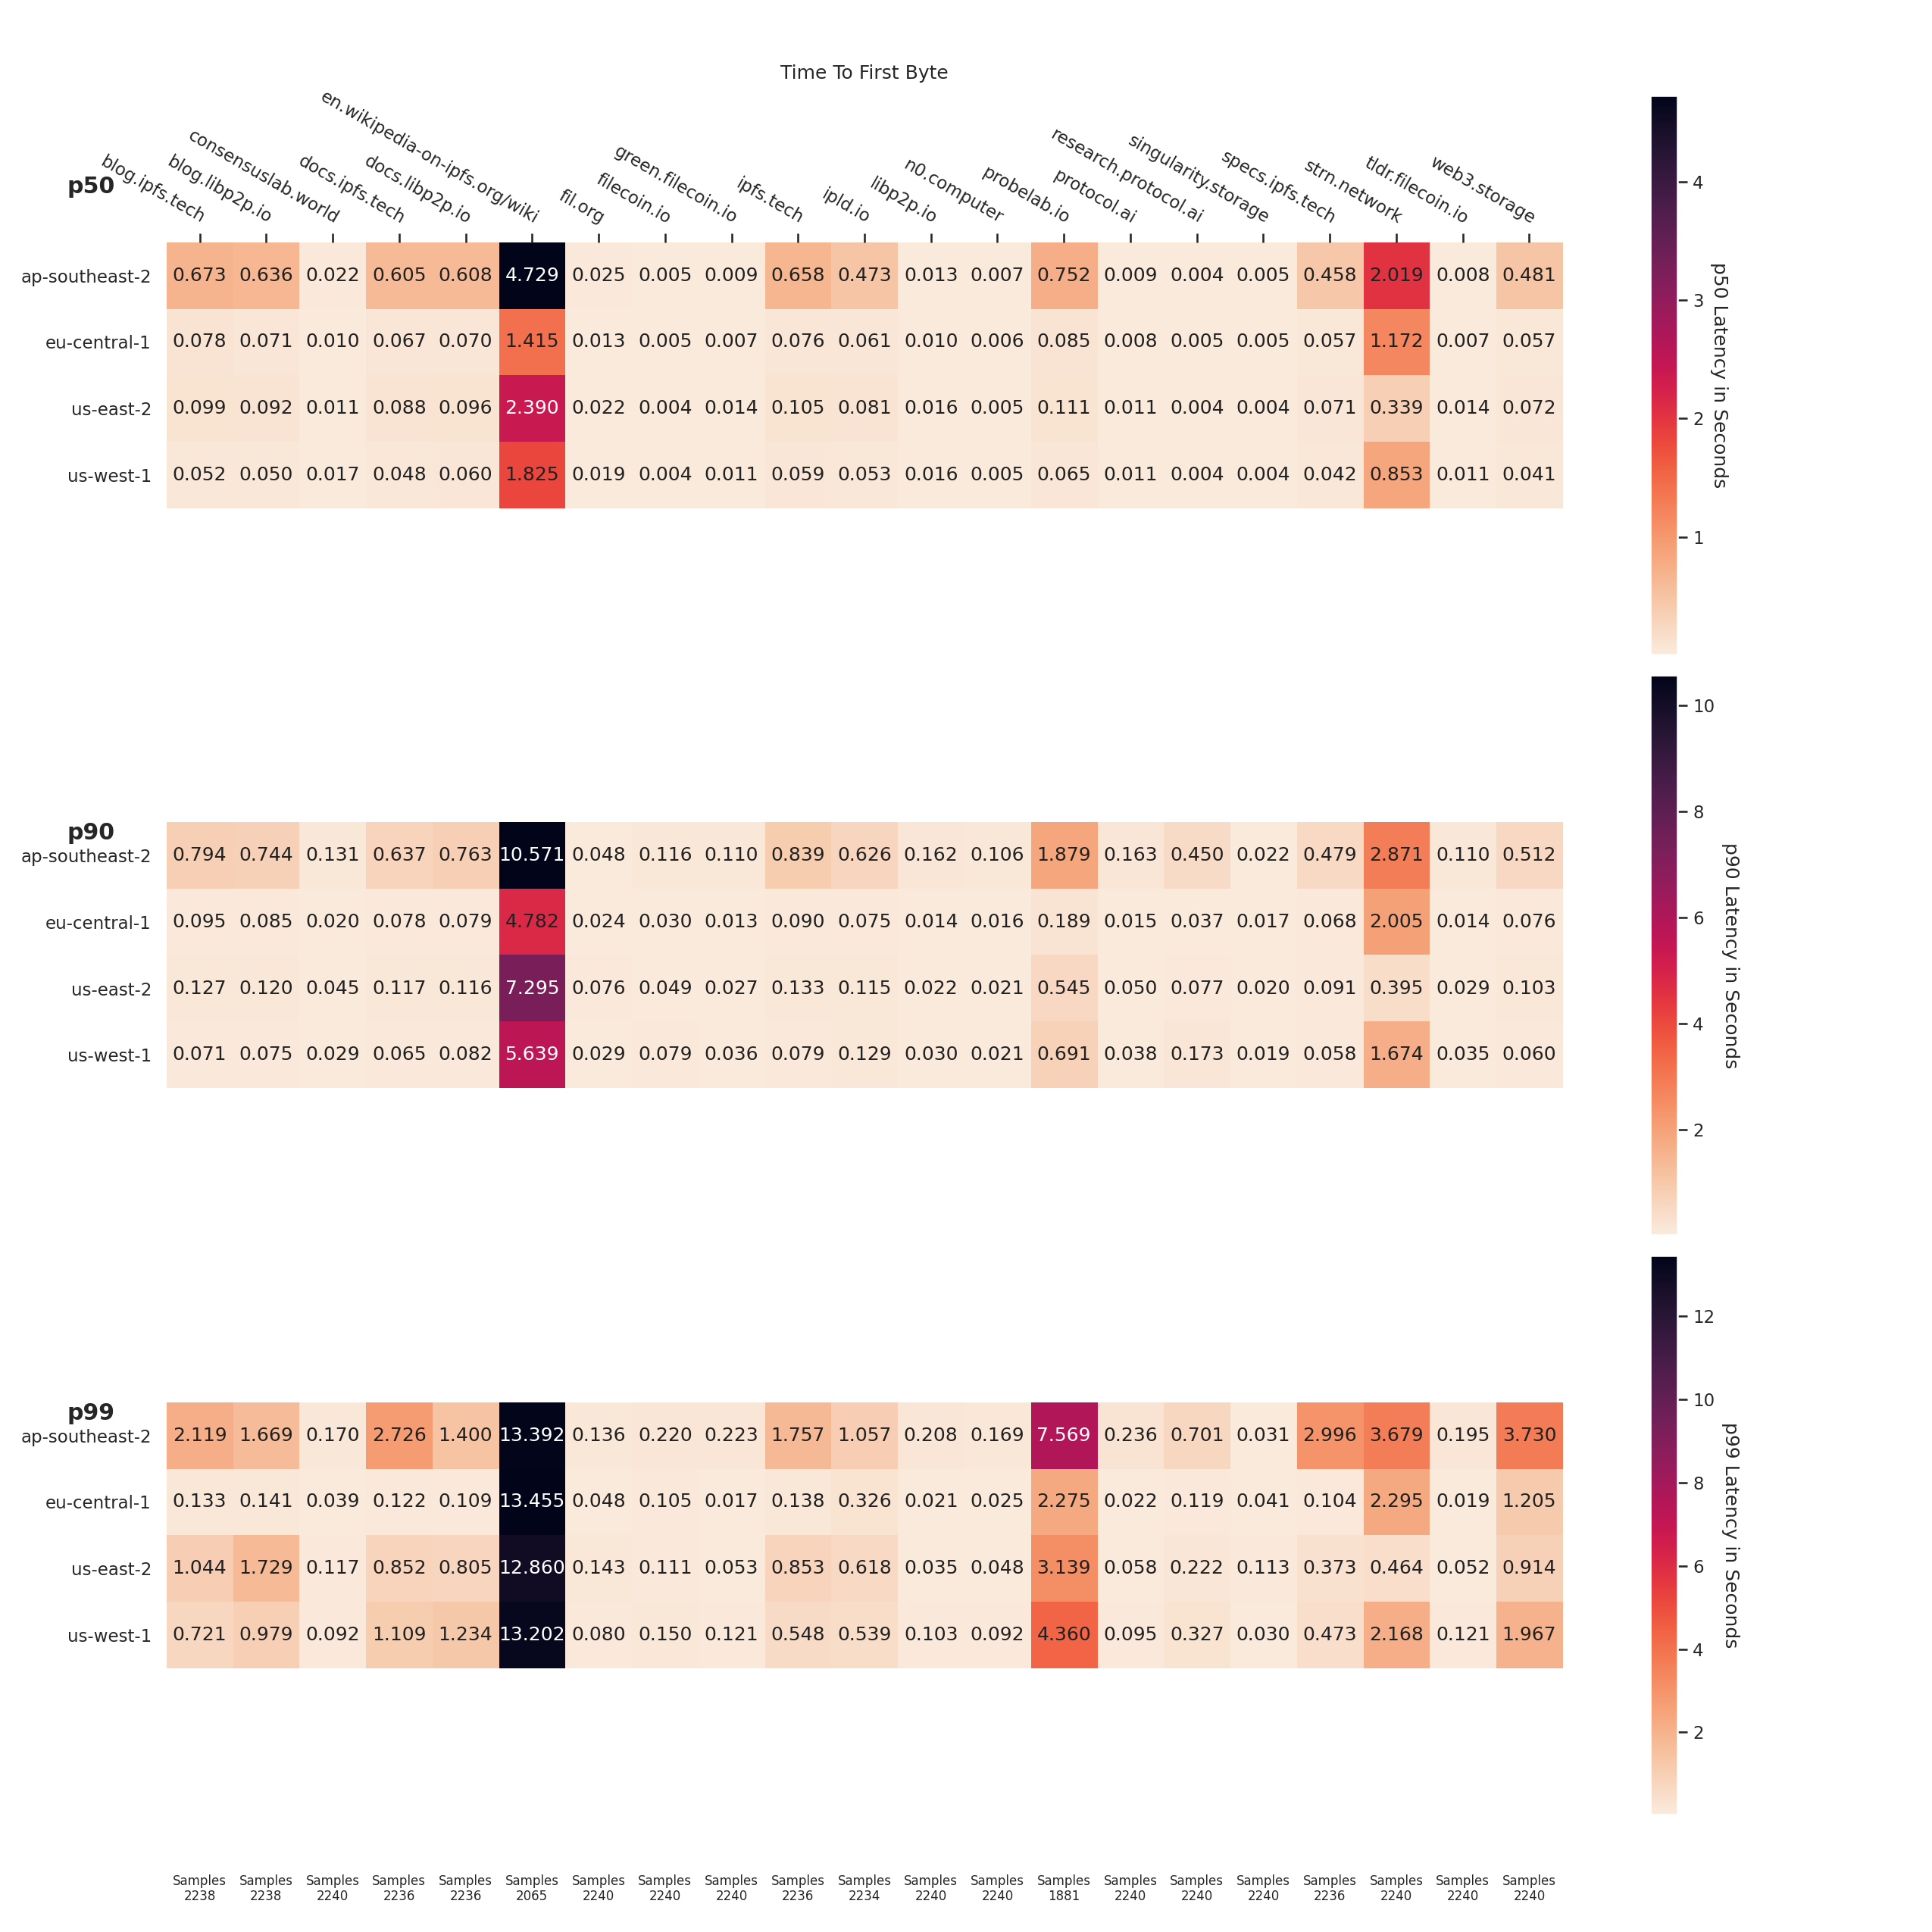 Time To First Byte
p50
blog.ipfs.tech
blog.libp2p.io
consensuslab.world
docs.ipfs.tech
docs.libp2p.io
en.wikipedia-on-ipfs.org/wiki
fil.org
filecoin.io
green.filecoin.io
ipfs.tech
ipld.io
libp2p.io
n0.computer
probelab.io
protocol.ai
research.protocol.ai
singularity.storage
specs.ipfs.tech
strn.network
tldr.filecoin.io
web3.storage
ap-southeast-2 0.673 0.636 0.022 0.605 0.608 4.729 0.025 0.005 0.009 0.658 0.473 0.013 0.007 0.752 0.009 0.004 0.005 0.458 2.019 0.008 0.481
eu-central-1 0.078 0.071 0.010 0.067 0.070 1.415 0.013 0.005 0.007 0.076 0.061 0.010 0.006 0.085 0.008 0.005 0.005 0.057 1.172 0.007 0.057
us-east-2 0.099 0.092 0.011 0.088 0.096 2.390 0.022 0.004 0.014 0.105 0.081 0.016 0.005 0.111 0.011 0.004 0.004 0.071 0.339 0.014 0.072
us-west-1 0.052 0.050 0.017 0.048 0.060 1.825 0.019 0.004 0.011 0.059 0.053 0.016 0.005 0.065 0.011 0.004 0.004 0.042 0.853 0.011 0.041
4
3
2
1
p50 Latency in Seconds
p90
ap-southeast-2 0.794 0.744 0.131 0.637 0.763 10.571 0.048 0.116 0.110 0.839 0.626 0.162 0.106 1.879 0.163 0.450 0.022 0.479 2.871 0.110 0.512
eu-central-1 0.095 0.085 0.020 0.078 0.079 4.782 0.024 0.030 0.013 0.090 0.075 0.014 0.016 0.189 0.015 0.037 0.017 0.068 2.005 0.014 0.076
us-east-2 0.127 0.120 0.045 0.117 0.116 7.295 0.076 0.049 0.027 0.133 0.115 0.022 0.021 0.545 0.050 0.077 0.020 0.091 0.395 0.029 0.103
us-west-1 0.071 0.075 0.029 0.065 0.082 5.639 0.029 0.079 0.036 0.079 0.129 0.030 0.021 0.691 0.038 0.173 0.019 0.058 1.674 0.035 0.060
10
8
6
4
2
p90 Latency in Seconds
p99
ap-southeast-2 2.119 1.669 0.170 2.726 1.400 13.392 0.136 0.220 0.223 1.757 1.057 0.208 0.169 7.569 0.236 0.701 0.031 2.996 3.679 0.195 3.730
eu-central-1 0.133 0.141 0.039 0.122 0.109 13.455 0.048 0.105 0.017 0.138 0.326 0.021 0.025 2.275 0.022 0.119 0.041 0.104 2.295 0.019 1.205
us-east-2 1.044 1.729 0.117 0.852 0.805 12.860 0.143 0.111 0.053 0.853 0.618 0.035 0.048 3.139 0.058 0.222 0.113 0.373 0.464 0.052 0.914
us-west-1 0.721 0.979 0.092 1.109 1.234 13.202 0.080 0.150 0.121 0.548 0.539 0.103 0.092 4.360 0.095 0.327 0.030 0.473 2.168 0.121 1.967
12
10
8
6
4
2
p99 Latency in Seconds
Samples Samples Samples Samples Samples Samples Samples Samples Samples Samples Samples Samples Samples Samples Samples Samples Samples Samples Samples Samples Samples
2238 2238 2240 2236 2236 2065 2240 2240 2240 2236 2234 2240 2240 1881 2240 2240 2240 2236 2240 2240 2240